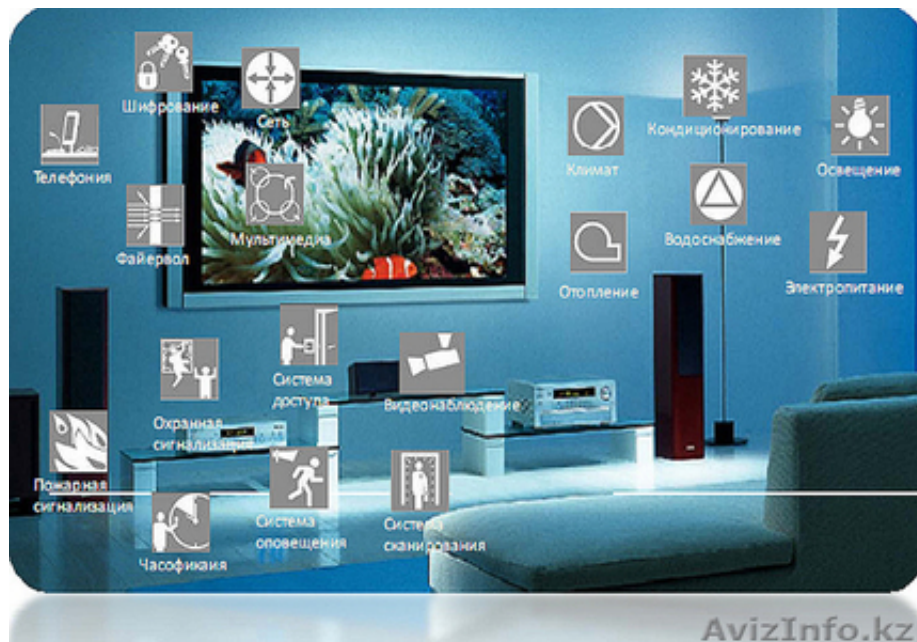 Шифрование
Сеть
Телефония
Файервол
Мультимедиа
Климат
Кондиционирование
Освещение
Отопление
Водоснабжение
Электропитание
Охранная
сигнализация
Система
доступа
Видеонаблюдение
Пожарная
сигнализация
Часофикаия
Система
оповещения
Система
сканирования
AvizInfo.kz